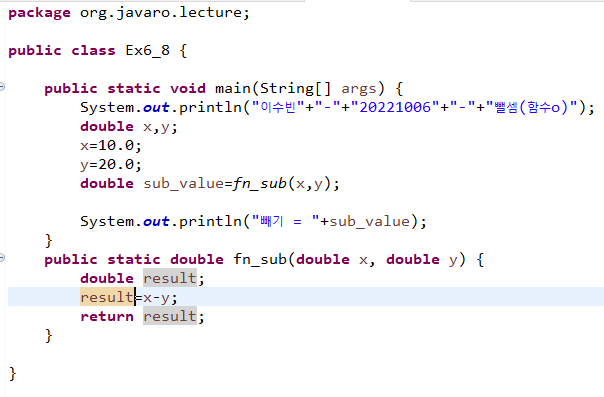 package org.javaro.lecture;
public class Ex6_8 {
public static void main(String[] args) {
System.out.println("이수빈"+"-"+"20221006"+"-"+"뺄셈(함수o)");
double x,y;
x=10.0;
y=20.0;
double sub_value=fn_sub(x,y);
System.out.println("빼기 = "+sub_value);
}
public static double fn_sub(double x, double y) {
double result;
result=x-y;
return result;
}
}